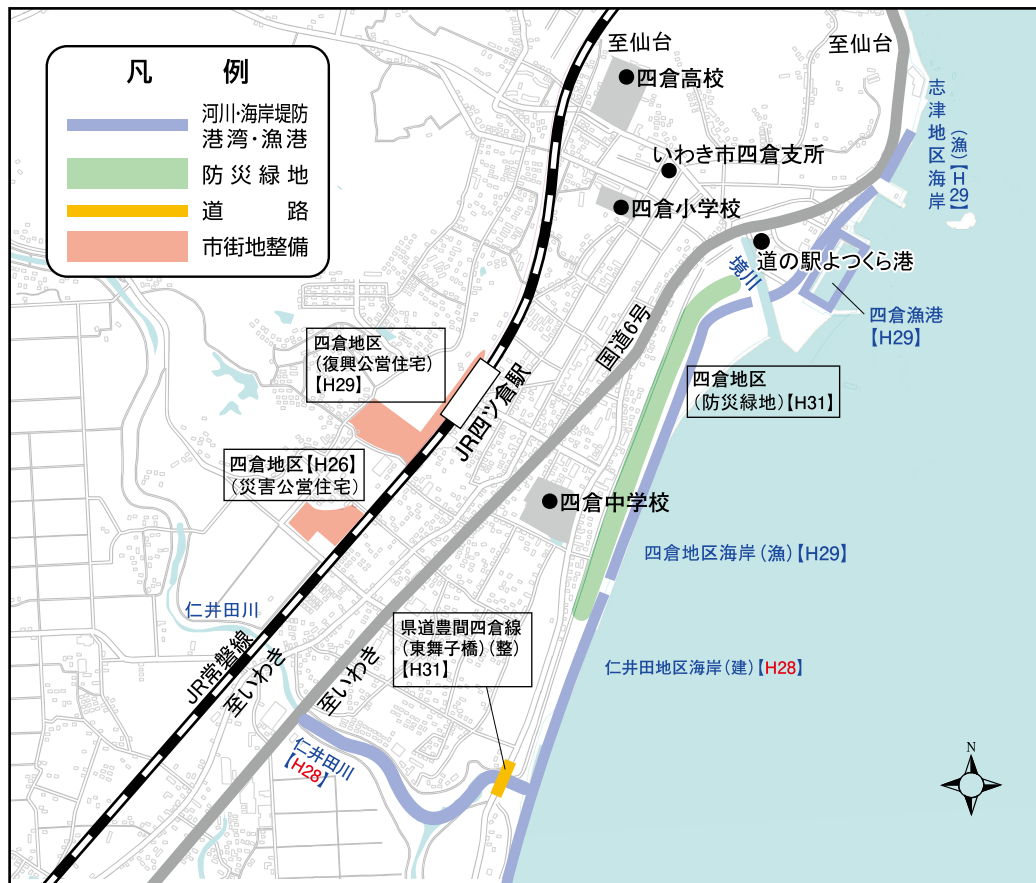 凡例
河川・海岸堤防
港湾・漁港
防災緑地
道路
市街地整備
至仙台
至仙台
四倉高校
いわき市四倉支所
四倉小学校
志津地区海岸
(漁)【H29】
道の駅よつくら港
境川
四倉漁港
【H29】
国道6号
四倉地区
(復興公営住宅)
【H29】
JR四ツ倉駅
四倉地区
(防災緑地)【H31】
四倉地区【H26】
(災害公営住宅)
四倉中学校
四倉地区海岸(漁)【H29】
仁井田川
県道豊間四倉線
(東舞子橋)(整)
【H31】
仁井田地区海岸(建)【H28】
JR常磐線
至いわき
至いわき
仁井田川
【H28】
N